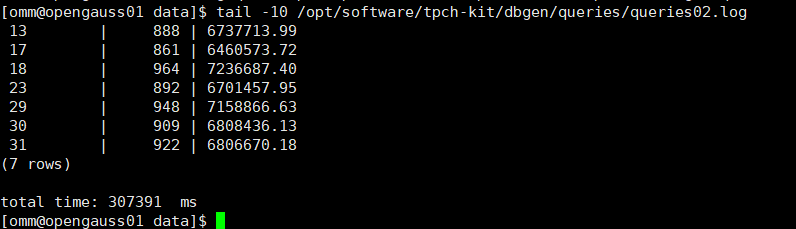 [omm@opengauss01 data]$ tail -10 /opt/software/tpch-kit/dbgen/queries/queries02.log
 13        |     888 | 6737713.99
 17        |     861 | 6460573.72
 18        |     964 | 7236687.40
 23        |     892 | 6701457.95
 29        |     948 | 7158866.63
 30        |     909 | 6808436.13
 31        |     922 | 6806670.18
(7 rows)

total time: 307391  ms
[omm@opengauss01 data]$